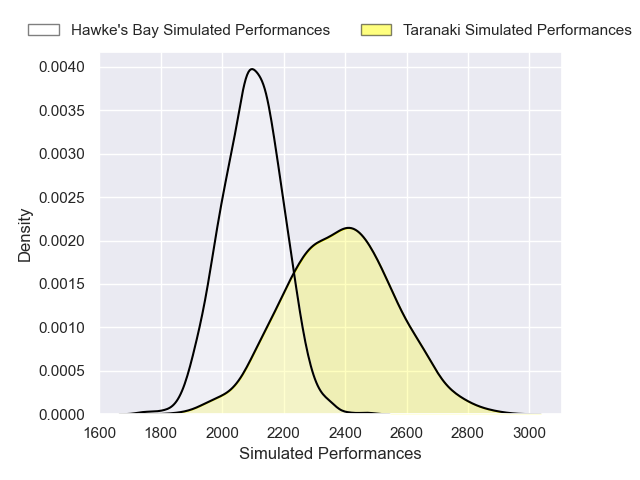 Hawke's Bay Simulated Performances Taranaki Simulated Performances
0.0040
0.0035
0.0030
0.0025
0.0020
0.0015
0.0010
0.0005
0.0000
Density
1600 1800 2000 2200 2400 2600 2800 3000
Simulated Performances